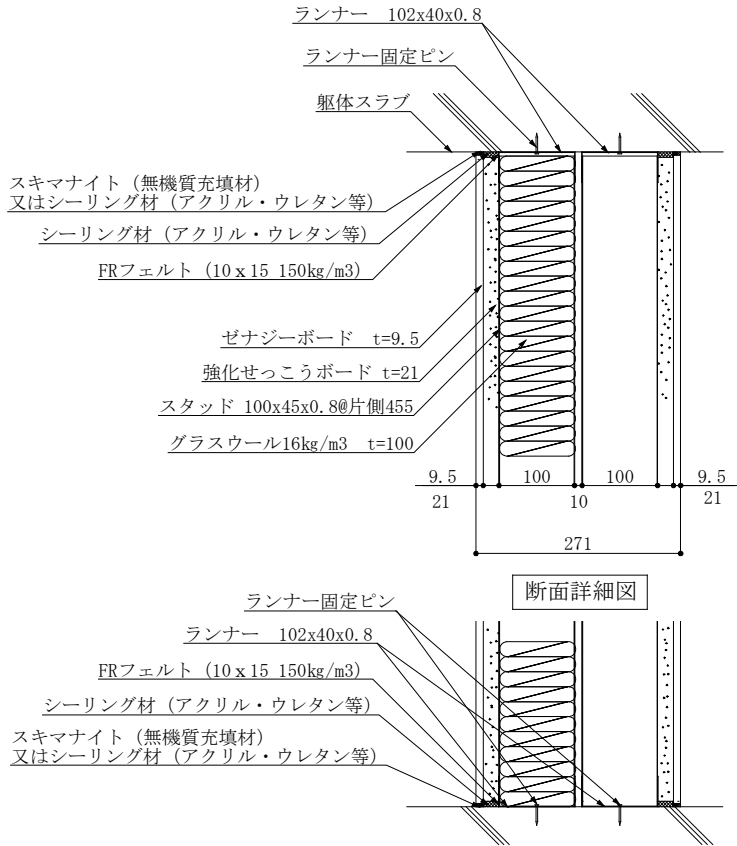 ランナー　102x40x0.8
ランナー固定ピン
躯体スラブ
スキマナイト（無機質充填材）
又はシーリング材（アクリル・ウレタン等）
シーリング材（アクリル・ウレタン等）
FRフェルト（10ｘ15 150kg/m3）
ゼナジーボード　t=9.5
強化せっこうボード t=21
スタッド 100x45x0.8@片側455
グラスウール16kg/m3　t=100
9.5 100 100 9.5
21 10 21
271
断面詳細図
ランナー固定ピン
ランナー　102x40x0.8
FRフェルト（10ｘ15 150kg/m3）
シーリング材（アクリル・ウレタン等）
スキマナイト（無機質充填材）
又はシーリング材（アクリル・ウレタン等）